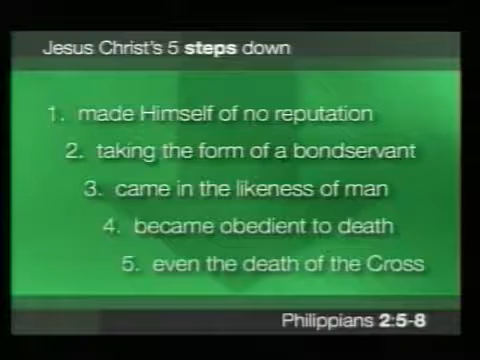 Jesus Christ's 5 steps down
1. made Himself of no reputation
2. taking the form of a bondservant
3. came in the likeness of man
4. became obedient to death
5. even the death of the Cross
Philippians 2:5-8